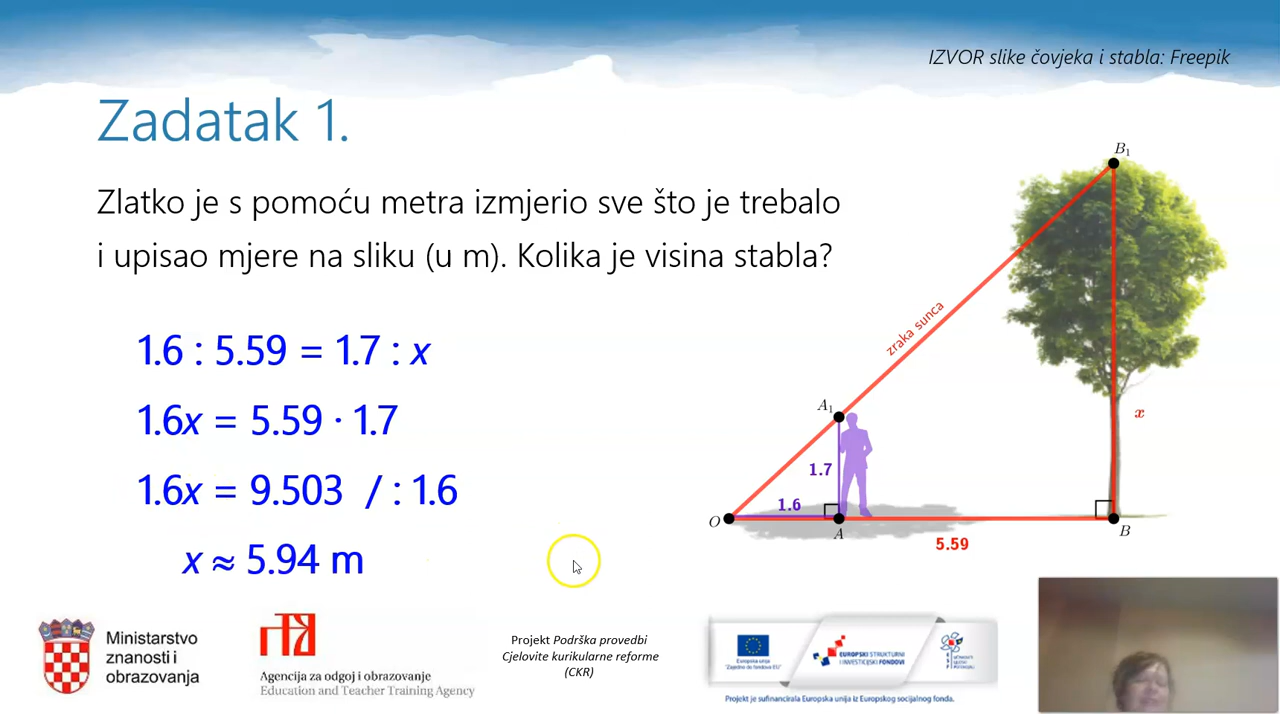 IZVOR slike čovjeka i stabla: Freepik
Zadatak 1.
Zlatko je s pomoću metra izmjerio sve što je trebalo
i upisao mjere na sliku (u m). Kolika je visina stabla?
1.6 : 5.59 = 1.7 : x
1.6x = 5.59 · 1.7
1.6x = 9.503 / : 1.6
x ≈ 5.94 m
B₁
zraka sunca
A₁
x
1.7
1.6
O
A
B
5.59
Ministarstvo
znanosti i
obrazovanja
Agencija za odgoj i obrazovanje
Education and Teacher Training Agency
Projekt Podrška provedbi
Cjelovite kurikularne reforme
(CKR)
Europska unija
EUROPSKI STRUKTURNI
I INVESTICIJSKI FONDOVI
Projekt je sufinancirala Europska unija iz Europskog socijalnog fonda.